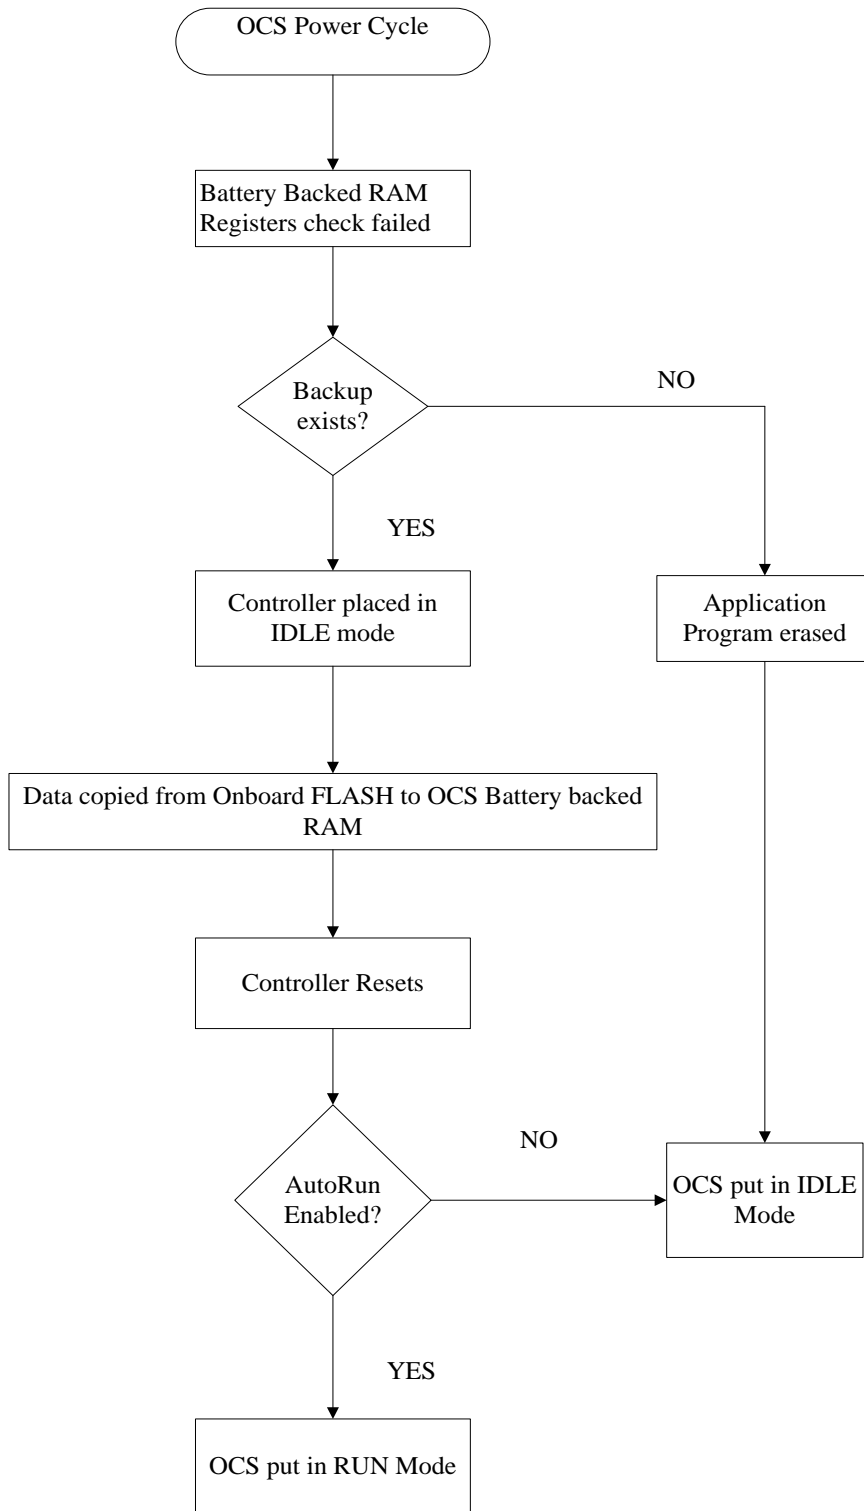 OCS Power Cycle
Battery Backed RAM
Registers check failed
Backup
exists?
NO
YES
Controller placed in
IDLE mode
Application
Program erased
Data copied from Onboard FLASH to OCS Battery backed
RAM
Controller Resets
AutoRun
Enabled?
NO
OCS put in IDLE
Mode
YES
OCS put in RUN Mode